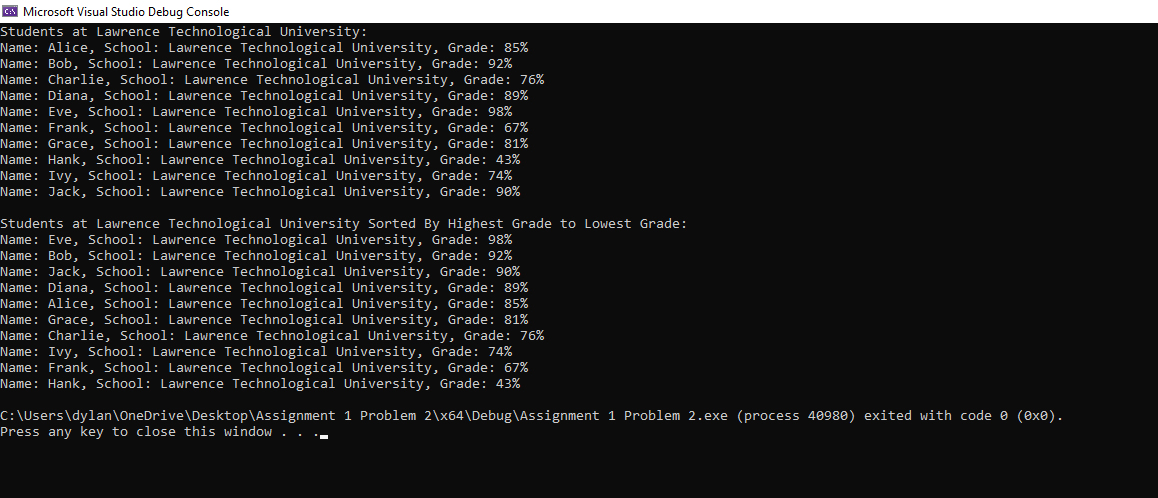 Microsoft Visual Studio Debug Console
Students at Lawrence Technological University:
Name: Alice, School: Lawrence Technological University, Grade: 85%
Name: Bob, School: Lawrence Technological University, Grade: 92%
Name: Charlie, School: Lawrence Technological University, Grade: 76%
Name: Diana, School: Lawrence Technological University, Grade: 89%
Name: Eve, School: Lawrence Technological University, Grade: 98%
Name: Frank, School: Lawrence Technological University, Grade: 67%
Name: Grace, School: Lawrence Technological University, Grade: 81%
Name: Hank, School: Lawrence Technological University, Grade: 43%
Name: Ivy, School: Lawrence Technological University, Grade: 74%
Name: Jack, School: Lawrence Technological University, Grade: 90%
Students at Lawrence Technological University Sorted By Highest Grade to Lowest Grade:
Name: Eve, School: Lawrence Technological University, Grade: 98%
Name: Bob, School: Lawrence Technological University, Grade: 92%
Name: Jack, School: Lawrence Technological University, Grade: 90%
Name: Diana, School: Lawrence Technological University, Grade: 89%
Name: Alice, School: Lawrence Technological University, Grade: 85%
Name: Grace, School: Lawrence Technological University, Grade: 81%
Name: Charlie, School: Lawrence Technological University, Grade: 76%
Name: Ivy, School: Lawrence Technological University, Grade: 74%
Name: Frank, School: Lawrence Technological University, Grade: 67%
Name: Hank, School: Lawrence Technological University, Grade: 43%
C:\Users\dylan\OneDrive\Desktop\Assignment 1 Problem 2\x64\Debug\Assignment 1 Problem 2.exe (process 40980) exited with code 0 (0x0).
Press any key to close this window . . .